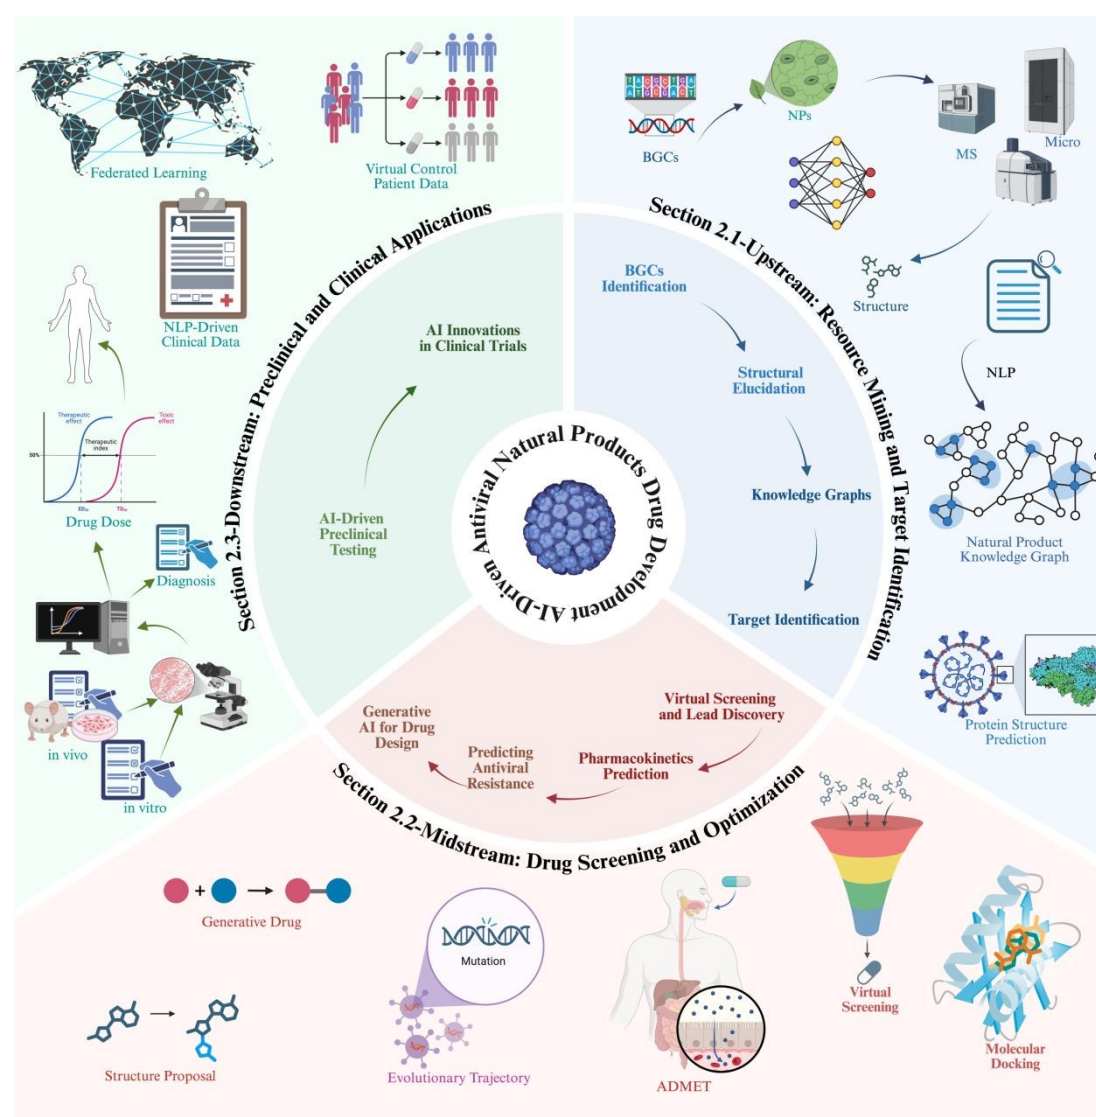 Federated Learning
Virtual Control
Patient Data
NLP-Driven
Clinical Data
Therapeutic
effect
Toxic
effect
Therapeutic
index
50%
ED50
TD50
Drug Dose
Diagnosis
in vivo
in vitro
Section 2.3-Downstream: Preclinical and Clinical Applications
AI Innovations
in Clinical Trials
AI-Driven
Preclinical
Testing
TACGCTGA
ATGCGACT
BGCs
NPs
MS
Micro
Structure
NLP
Natural Product
Knowledge Graph
Protein Structure
Prediction
Section 2.1-Upstream: Resource Mining and Target Identification
BGCs
Identification
Structural
Elucidation
Knowledge Graphs
Target Identification
AI-Driven Antiviral Natural Products Drug Development
Virtual Screening
and Lead Discovery
Pharmacokinetics
Prediction
Predicting
Antiviral
Resistance
Generative
AI for Drug
Design
Section 2.2-Midstream: Drug Screening and Optimization
+
Generative Drug
Structure Proposal
Mutation
Evolutionary Trajectory
ADMET
Virtual
Screening
Molecular
Docking